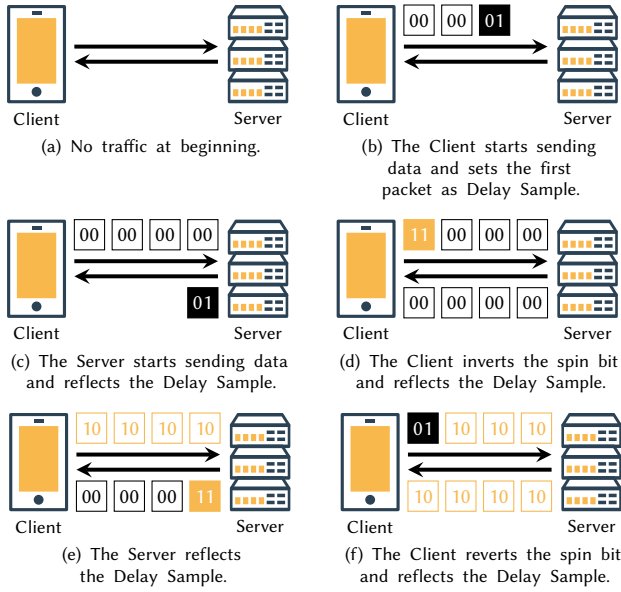 00 00 01
Client Server
(a) No traffic at beginning.
Client Server
(b) The Client starts sending
data and sets the first
packet as Delay Sample.
00 00 00 00
01
Client Server
(c) The Server starts sending data
and reflects the Delay Sample.
11 00 00 00
00 00 00 00
Client Server
(d) The Client inverts the spin bit
and reflects the Delay Sample.
10 10 10 10
00 00 00 11
Client Server
(e) The Server reflects
the Delay Sample.
01 10 10 10
10 10 10 10
Client Server
(f) The Client reverts the spin bit
and reflects the Delay Sample.